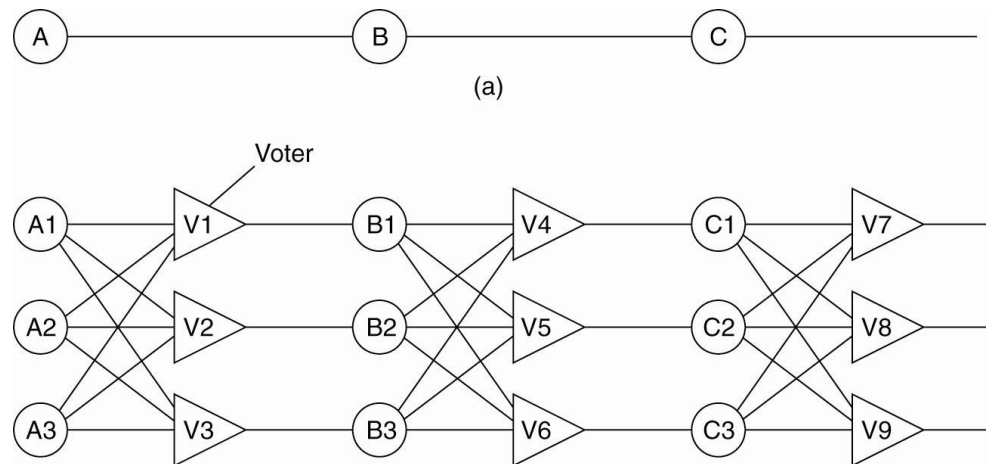 A B C
(a)
Voter
A1 V1 B1 V4 C1 V7
A2 V2 B2 V5 C2 V8
A3 V3 B3 V6 C3 V9